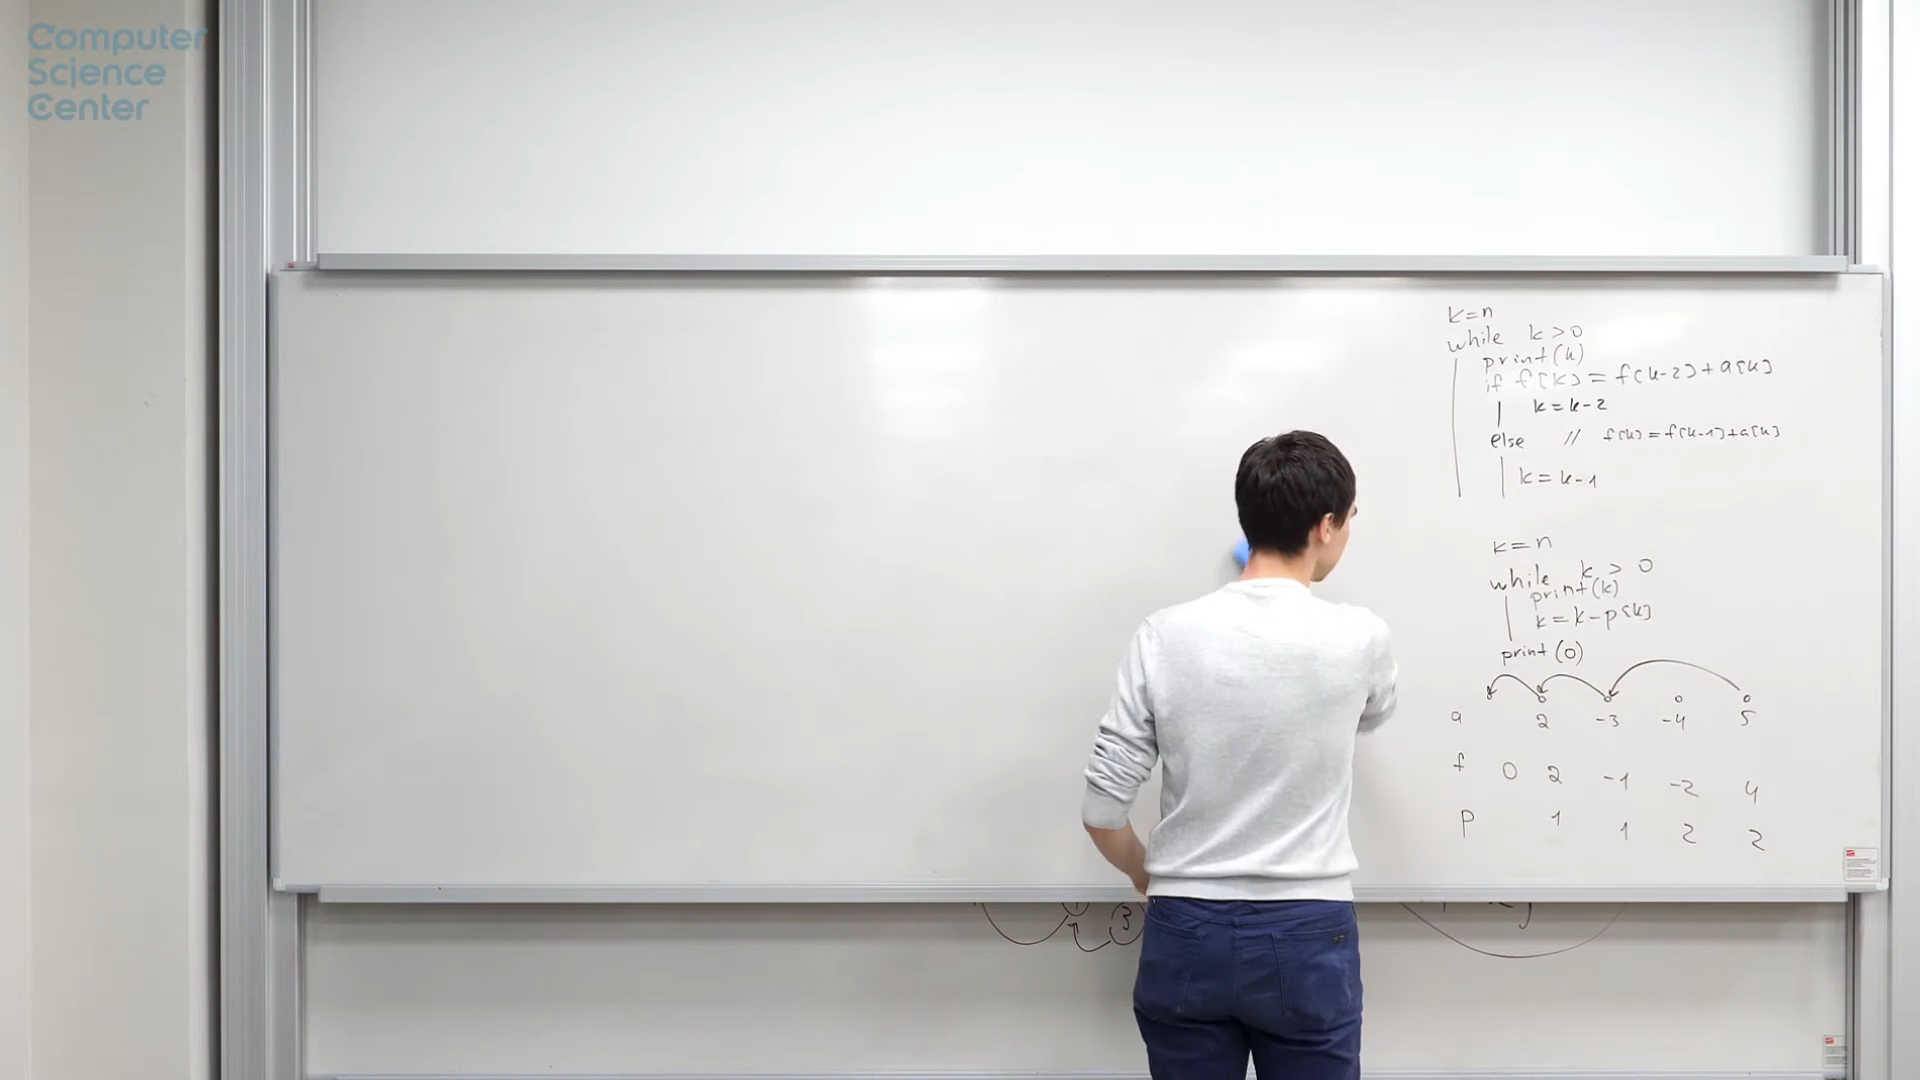 Computer
Science
Center
k=n
while k>0
print(k)
if f[k] = f[k-2]+a[k]
k=k-2
else // f[k]=f[k-1]+a[k]
k=k-1
k=n
while k > 0
print(k)
k=k-p[k]
print(0)
a 2 -3 -4 5
f 0 2 -1 -2 4
p 1 1 2 2
3